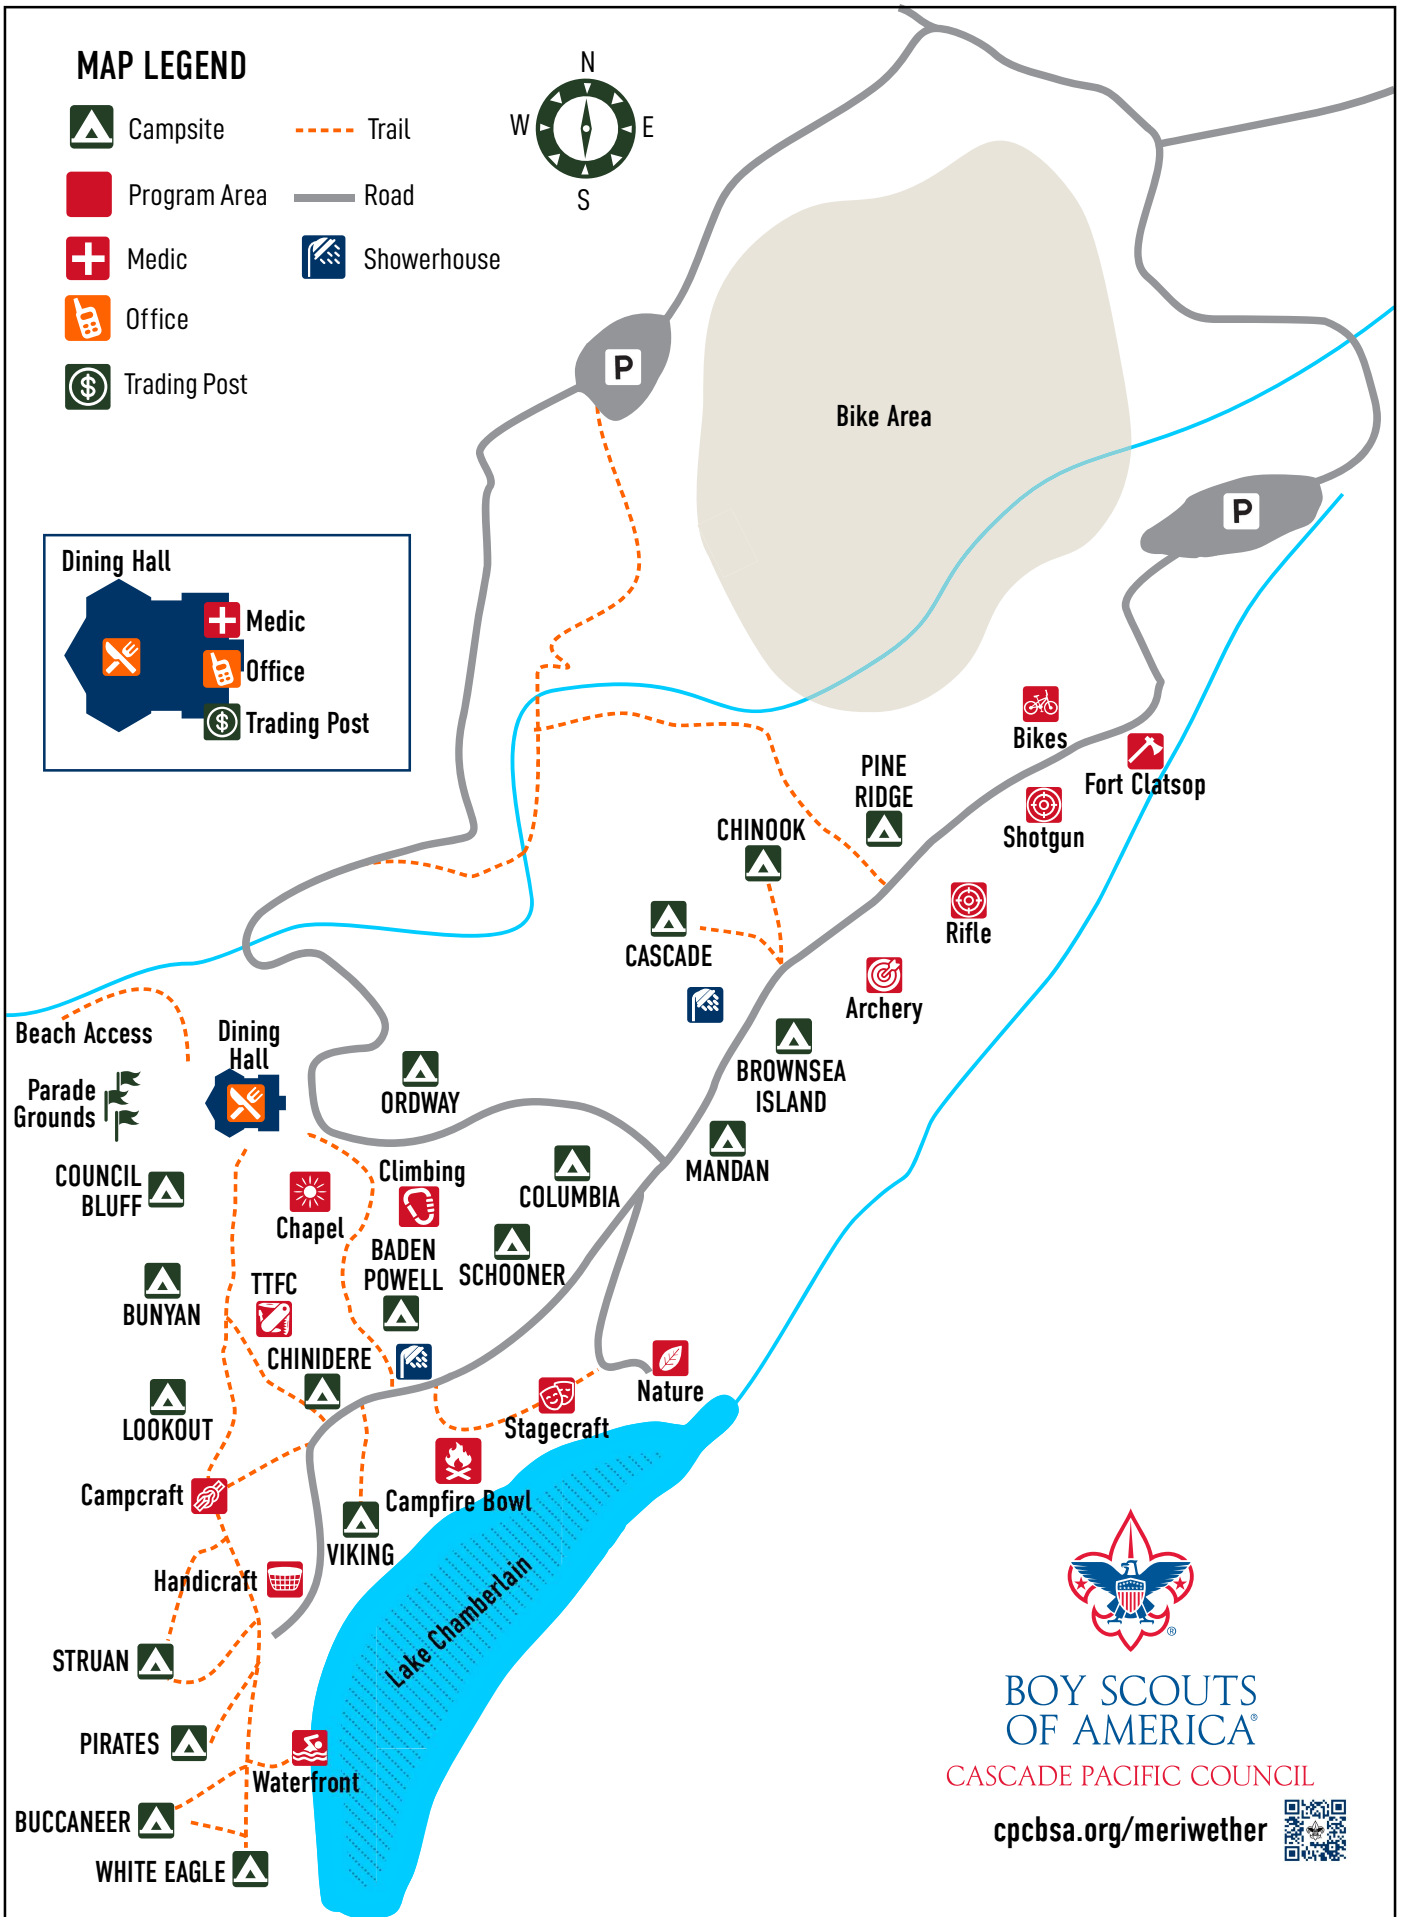 MAP LEGEND
Campsite
Trail
Program Area
Road
Medic
Showerhouse
Office
$
Trading Post
N
W
E
S
P
Bike Area
P
Dining Hall
Medic
Office
$
Trading Post
Bikes
Fort Clatsop
PINE
RIDGE
Shotgun
CHINOOK
Rifle
CASCADE
Archery
Beach Access
Dining
Hall
BROWNSEA
ISLAND
Parade
Grounds
ORDWAY
MANDAN
COUNCIL
BLUFF
Climbing
COLUMBIA
Chapel
BADEN
POWELL
SCHOONER
TTFC
BUNYAN
CHINIDERE
Nature
LOOKOUT
Stagecraft
Campcraft
Campfire Bowl
VIKING
Handicraft
Lake Chamberlain
STRUAN
PIRATES
Waterfront
BUCCANEER
WHITE EAGLE
®
BOY SCOUTS
OF AMERICA®
CASCADE PACIFIC COUNCIL
cpcbsa.org/meriwether